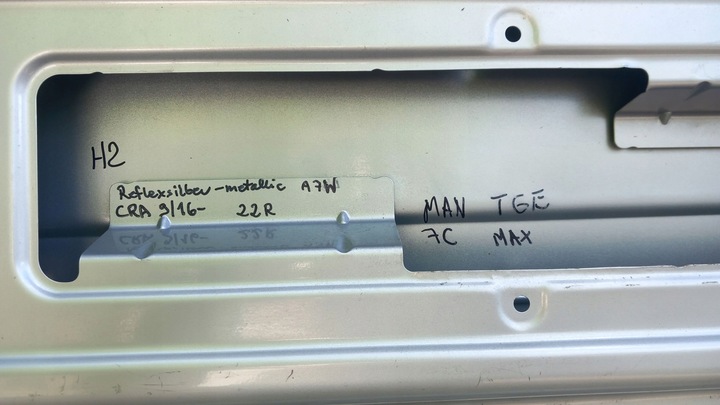 H2
Reflexsilber-metallic A7W
CRA 9/16- 22R
MAN TGE
7C MAX